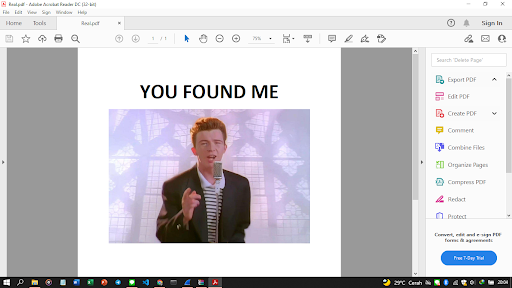 Real.pdf - Adobe Acrobat Reader DC (32-bit)
File Edit View Sign Window Help
Home Tools Real.pdf × Sign In
1 / 1 75%
YOU FOUND ME
Search 'Delete Page'
Export PDF
Edit PDF
Create PDF
Comment
Combine Files
Organize Pages
Compress PDF
Redact
Protect
Convert, edit and e-sign PDF
forms & agreements
Free 7-Day Trial
29°C Cerah 20:04